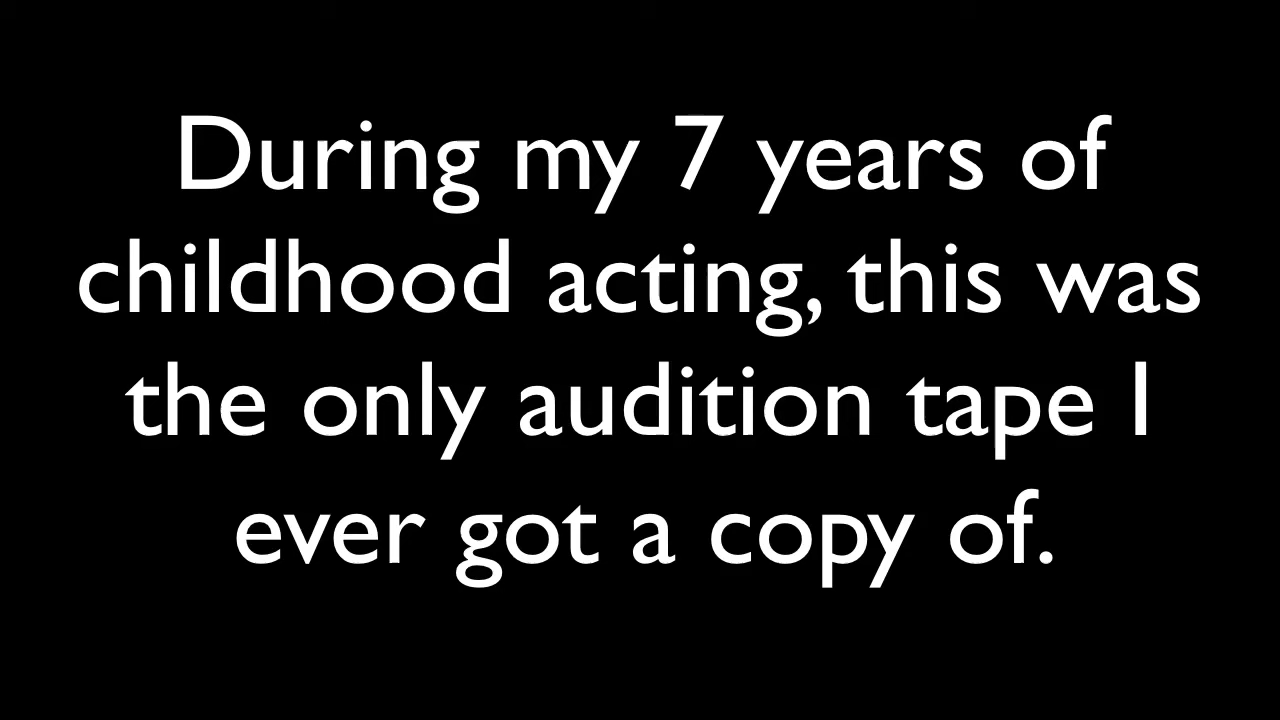 During my 7 years of
childhood acting, this was
the only audition tape I
ever got a copy of.